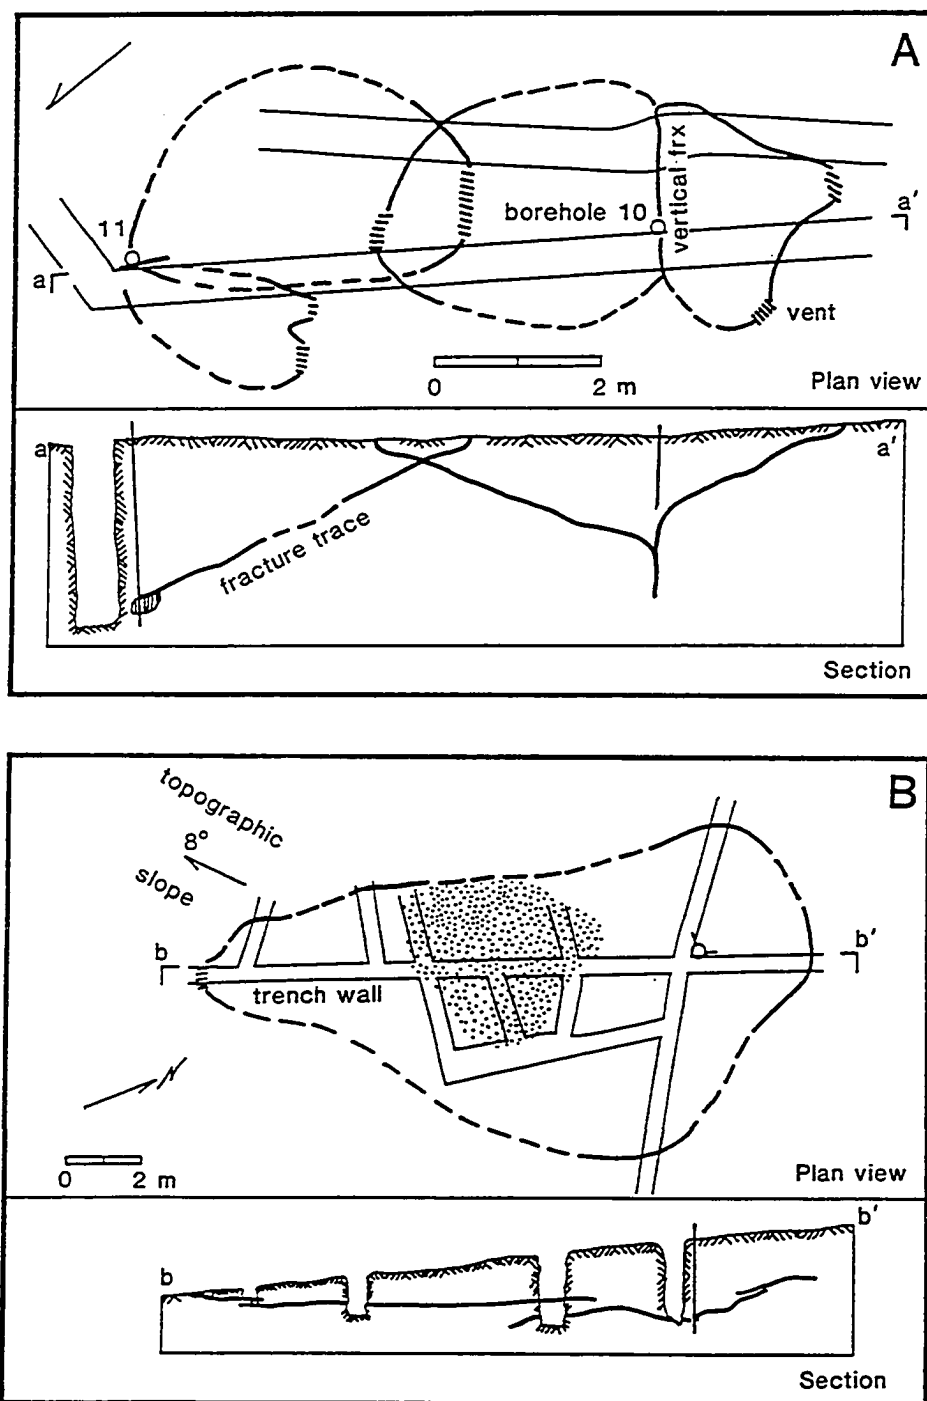 A
11
borehole 10
vertical frx
a'
a
vent
0 2 m
Plan view
a
a'
fracture trace
Section
B
topographic
8°
slope
b
b'
trench wall
N
0 2 m
Plan view
b'
b
Section